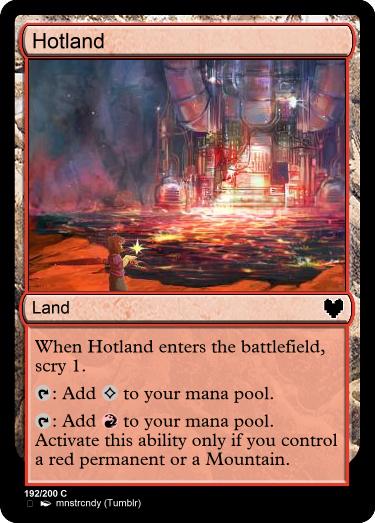 Hotland
Land
When Hotland enters the battlefield,
scry 1.
: Add to your mana pool.
: Add to your mana pool.
Activate this ability only if you control
a red permanent or a Mountain.
192/200 C
mnstrcndy (Tumblr)